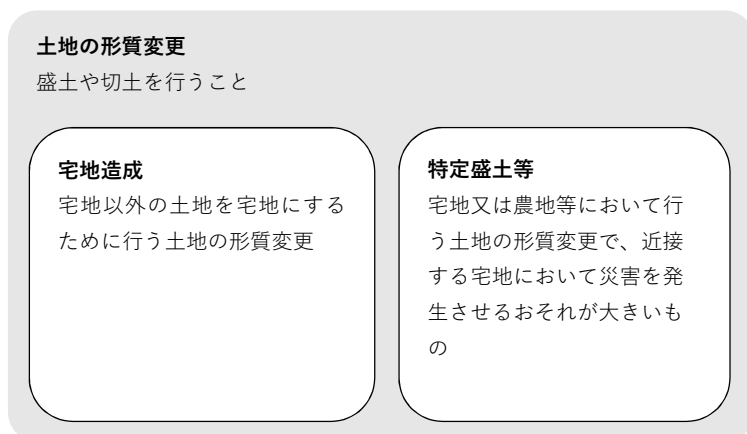 土地の形質変更
盛土や切土を行うこと
宅地造成
宅地以外の土地を宅地にする
ために行う土地の形質変更
特定盛土等
宅地又は農地等において行
う土地の形質変更で、近接
する宅地において災害を発
生させるおそれが大きいも
の